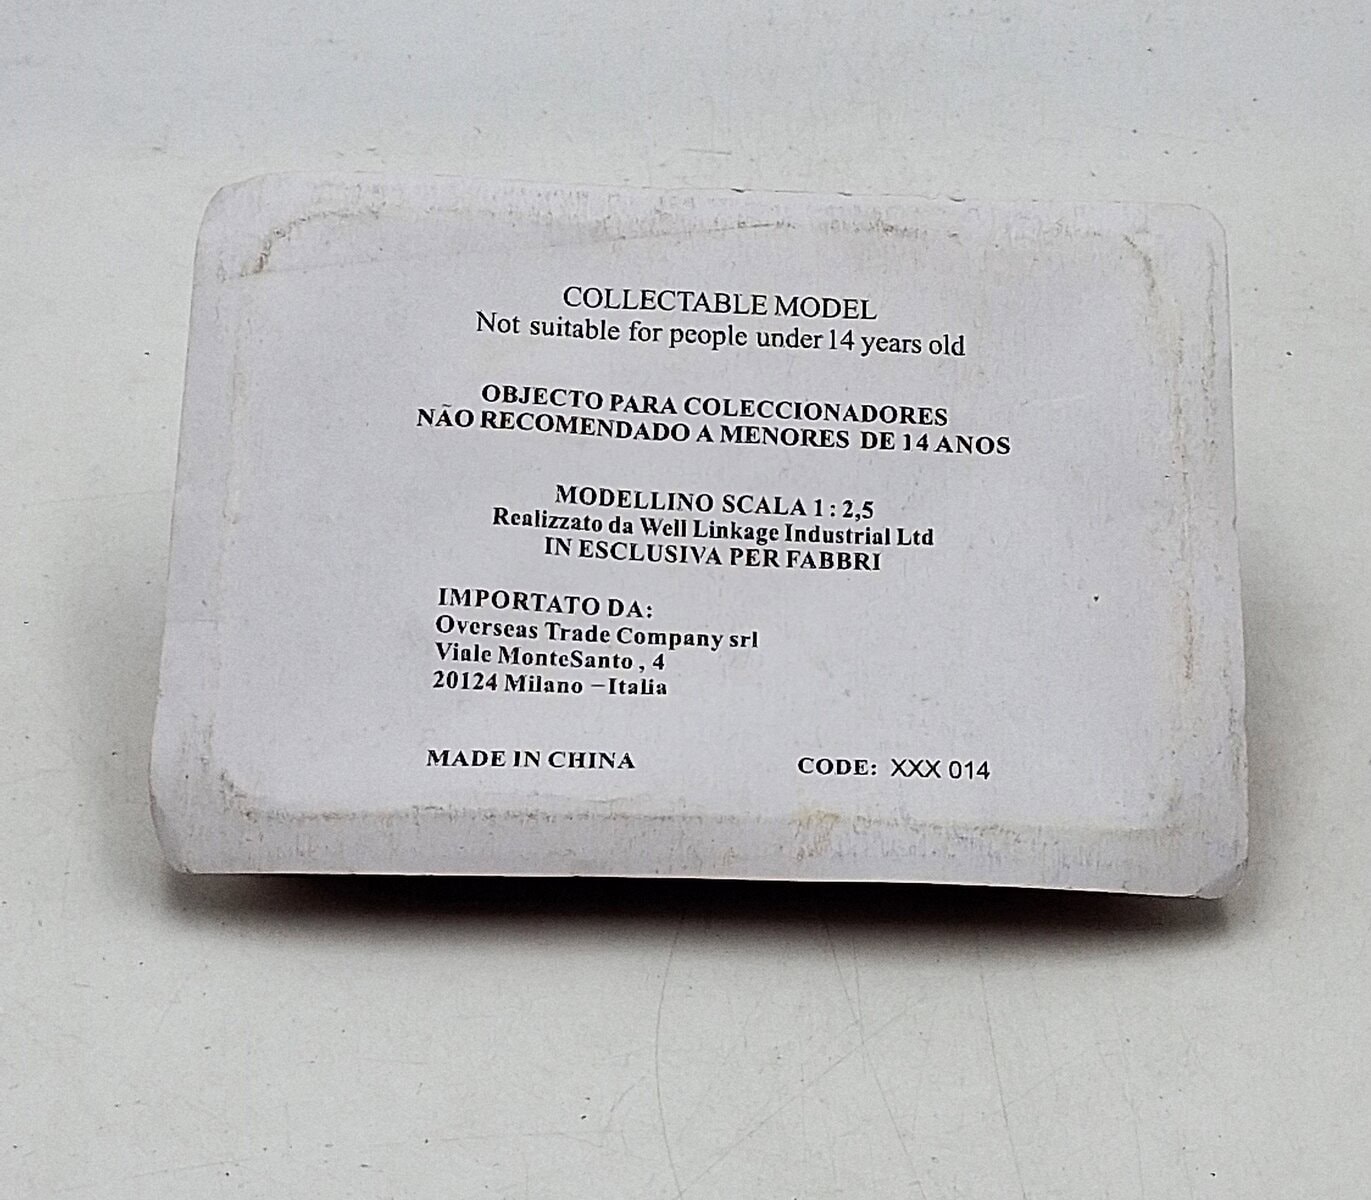 COLLECTABLE MODEL
Not suitable for people under 14 years old
OBJECTO PARA COLECCIONADORES
NÃO RECOMENDADO A MENORES DE 14 ANOS
MODELLINO SCALA 1 : 2,5
Realizzato da Well Linkage Industrial Ltd
IN ESCLUSIVA PER FABBRI
IMPORTATO DA:
Overseas Trade Company srl
Viale MonteSanto , 4
20124 Milano –Italia
MADE IN CHINA CODE: XXX 014